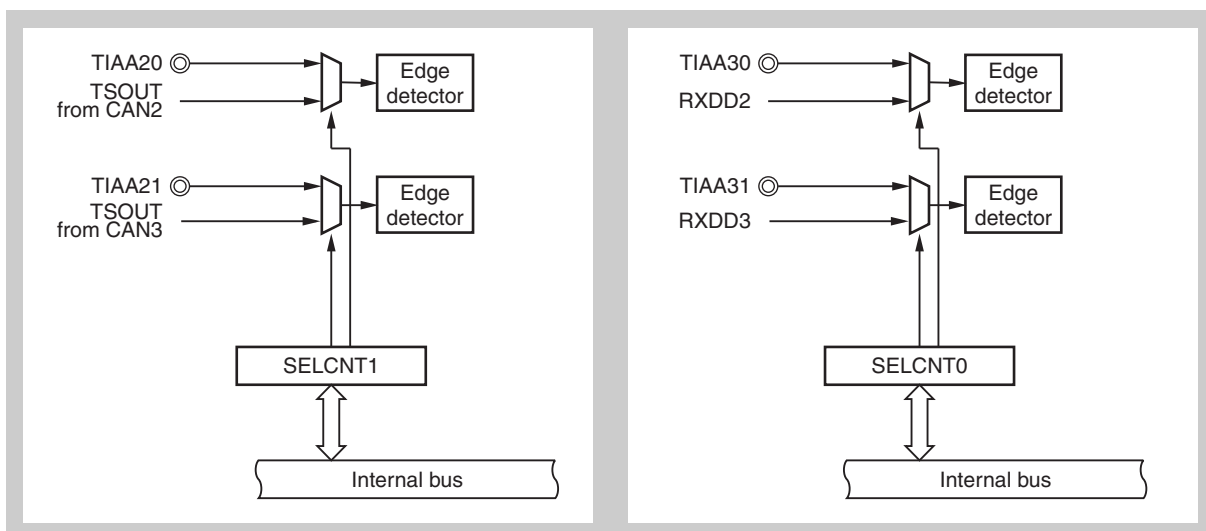 TIAA20
TSOUT
from CAN2
Edge
detector
TIAA21
TSOUT
from CAN3
Edge
detector
SELCNT1
Internal bus
TIAA30
RXDD2
Edge
detector
TIAA31
RXDD3
Edge
detector
SELCNT0
Internal bus